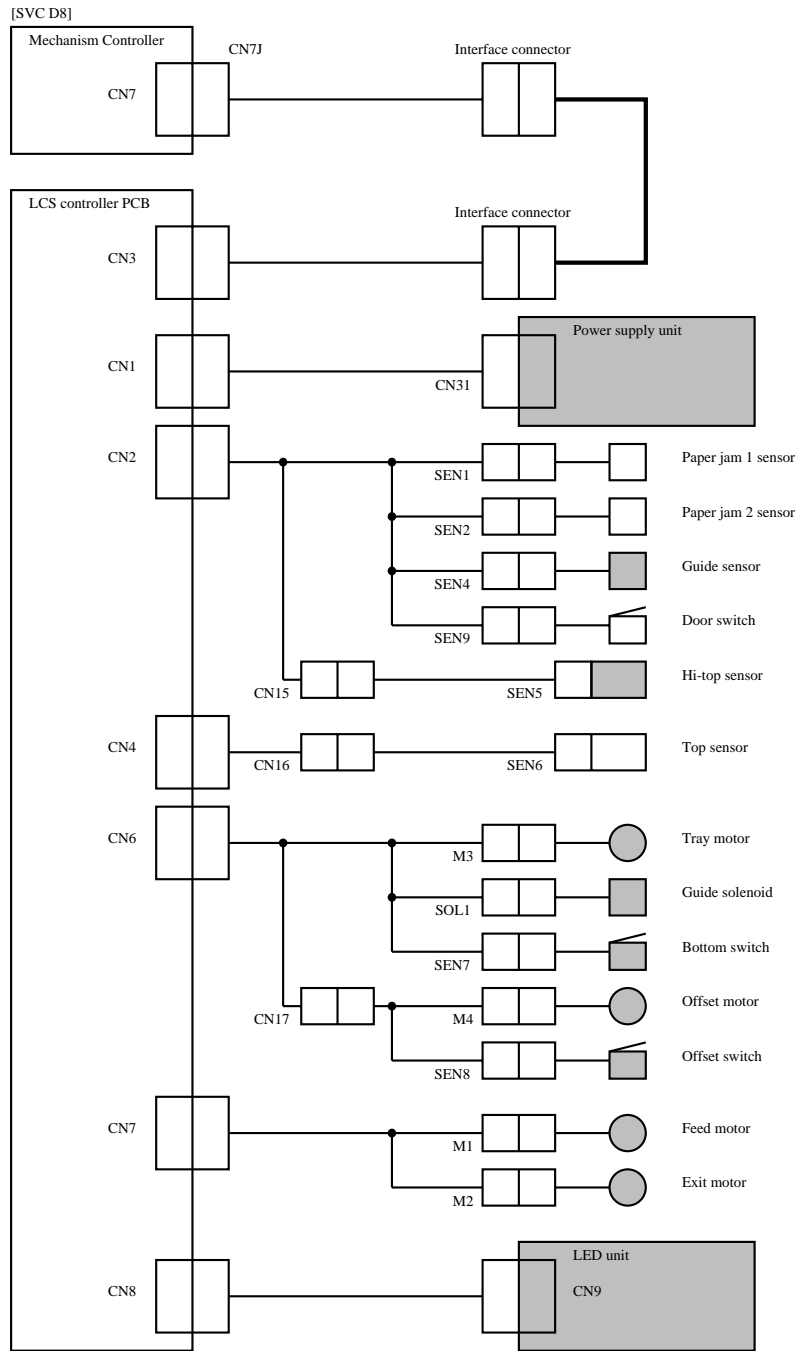 [SVC D8]
Mechanism Controller
CN7J
Interface connector
CN7
LCS controller PCB
Interface connector
CN3
Power supply unit
CN1
CN31
CN2
Paper jam 1 sensor
SEN1
Paper jam 2 sensor
SEN2
Guide sensor
SEN4
Door switch
SEN9
Hi-top sensor
CN15
SEN5
CN4
Top sensor
CN16
SEN6
CN6
Tray motor
M3
Guide solenoid
SOL1
Bottom switch
SEN7
Offset motor
CN17
M4
Offset switch
SEN8
CN7
Feed motor
M1
Exit motor
M2
LED unit
CN8
CN9